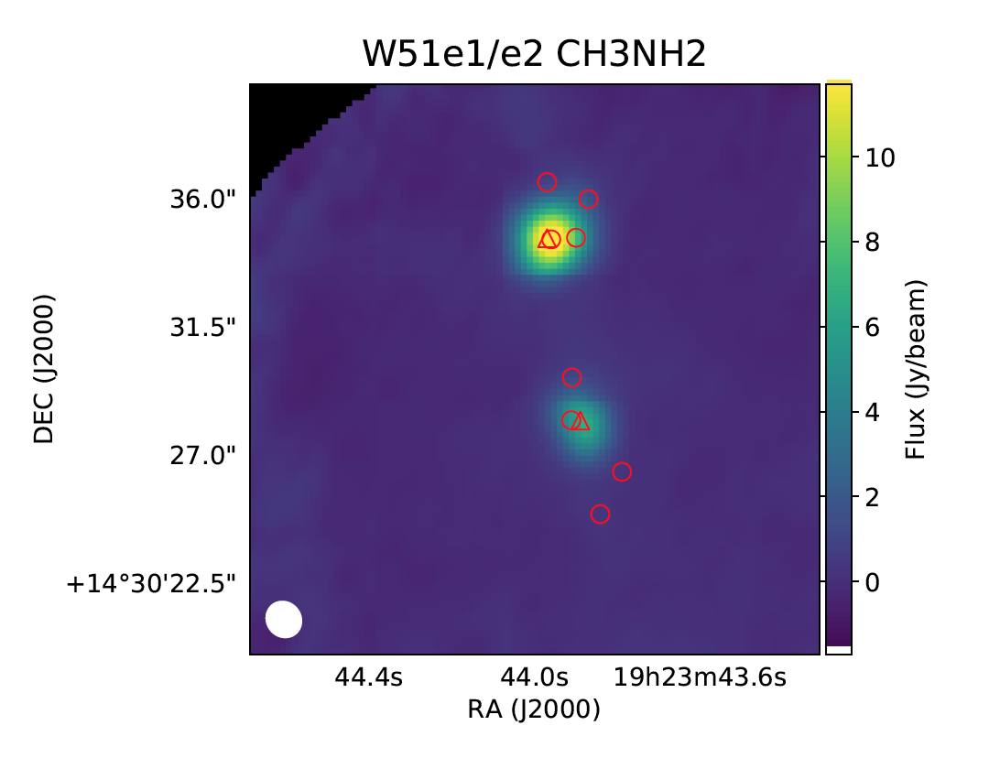 W51e1/e2 CH3NH2
36.0"
31.5"
27.0"
+14°30'22.5"
DEC (J2000)
44.4s 44.0s 19h23m43.6s
RA (J2000)
10
8
6
4
2
0
Flux (Jy/beam)